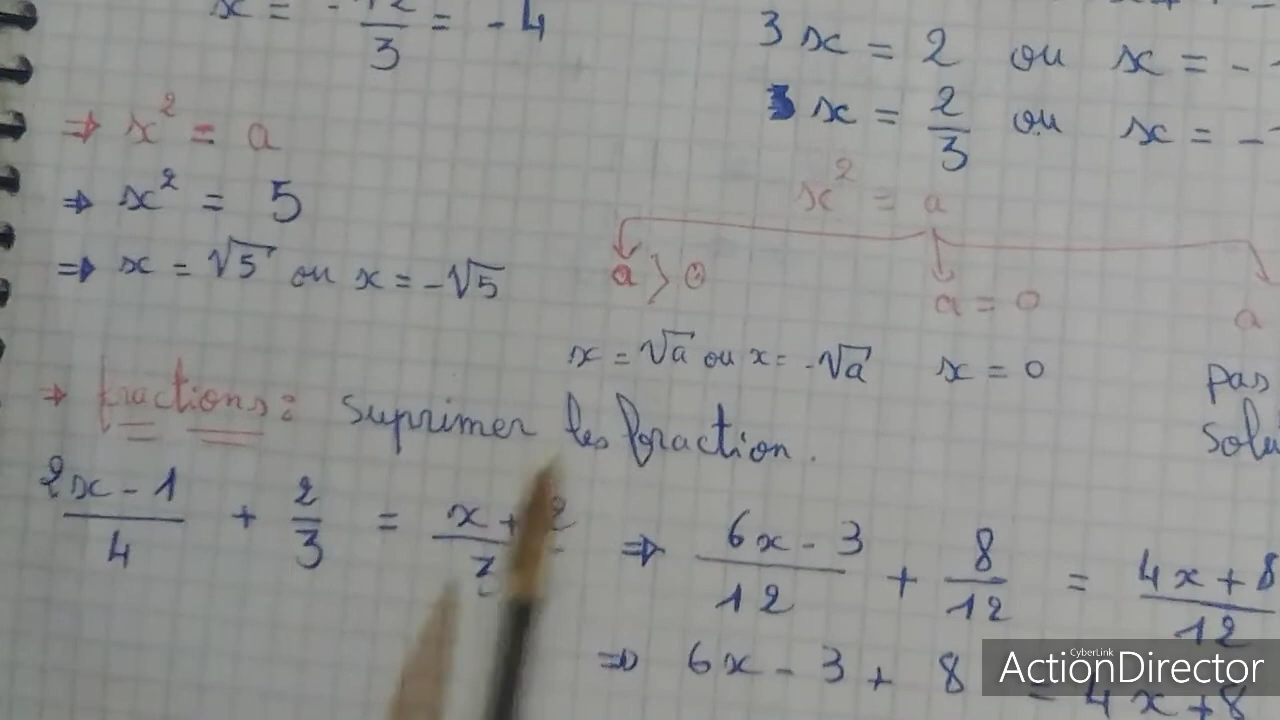 x = - 12/3 = - 4
3x = 2 ou x = -
x = 2/3 ou x = -
⇒ x² = a
⇒ x² = 5
⇒ x = √5 ou x = -√5
x² = a
a > 0
a = 0
a
x = √a ou x = -√a
x = 0
pas
solu
→ fractions: suprimer les fraction.
(2x - 1)/4 + 2/3 = (x + 2)/3 ⇒ (6x - 3)/12 + 8/12 = (4x + 8)/12
⇒ 6x - 3 + 8 = 4x + 8
CyberLink
ActionDirector